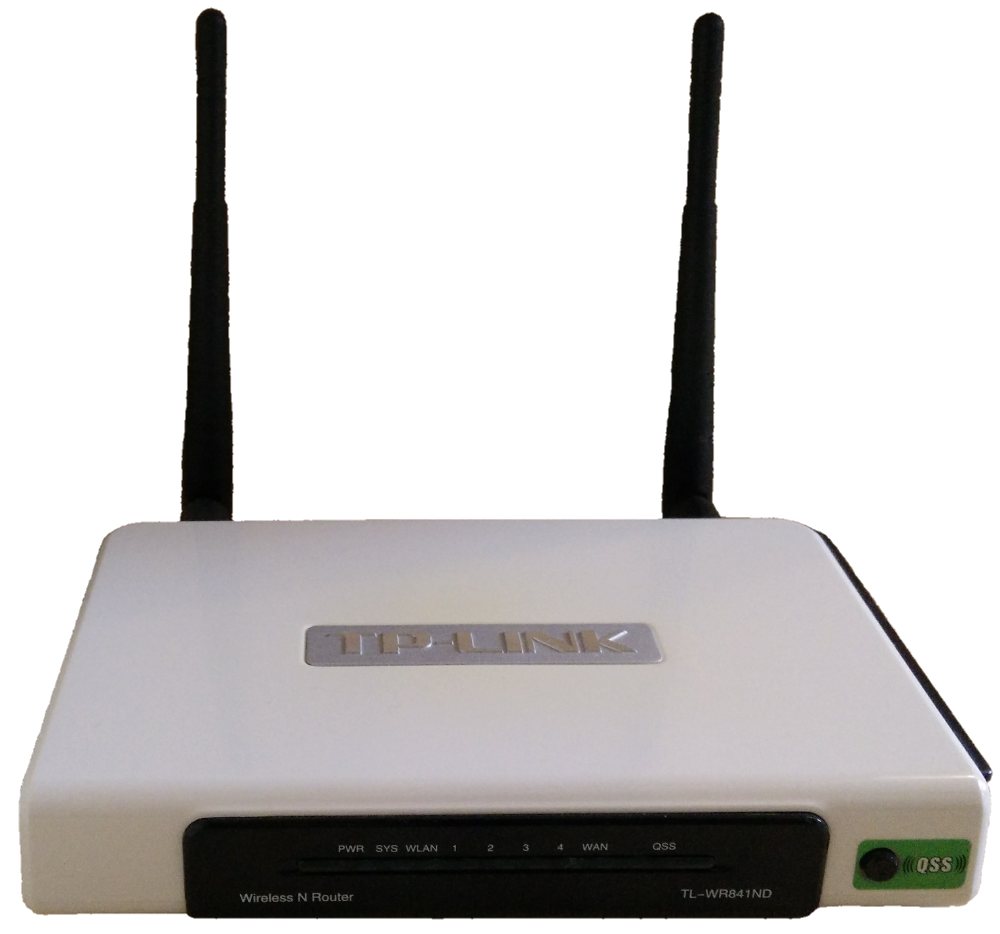 TP-LINK
PWR SYS WLAN 1 2 3 4 WAN QSS
QSS
Wireless N Router TL-WR841ND